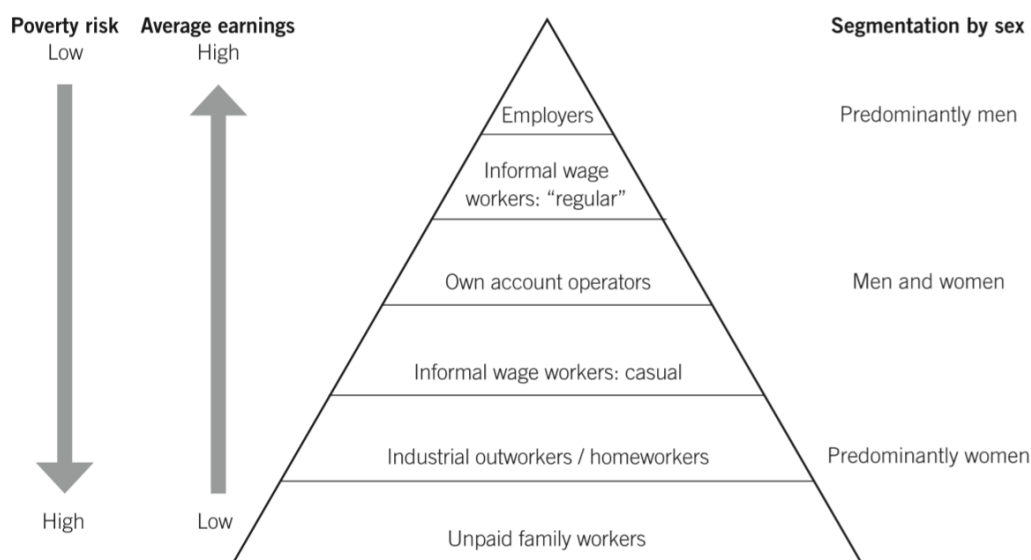 Poverty risk
Low
Average earnings
High
Segmentation by sex
Employers
Predominantly men
Informal wage
workers: “regular”
Own account operators
Men and women
Informal wage workers: casual
Industrial outworkers / homeworkers
Predominantly women
High
Low
Unpaid family workers